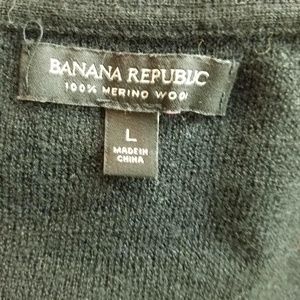 BANANA REPUBLIC
100% MERINO WOOL
L
MADE IN
CHINA